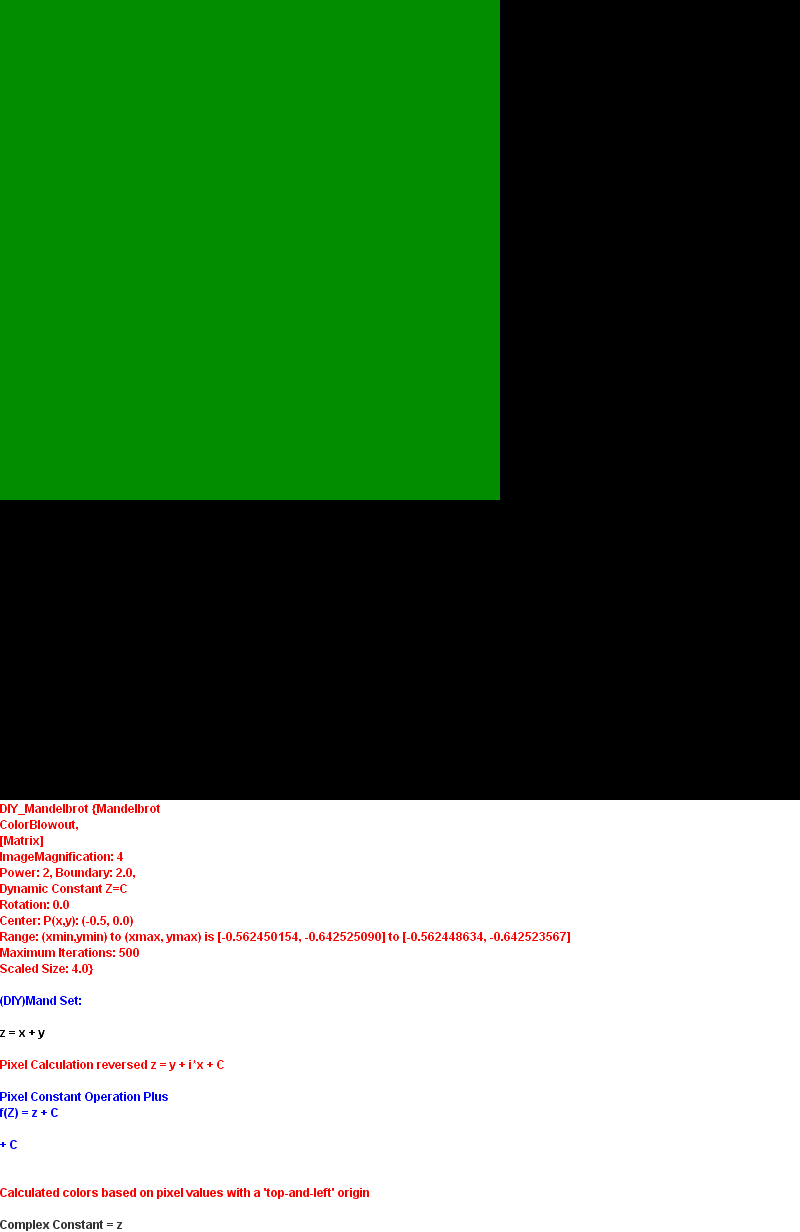 DIY_Mandelbrot {Mandelbrot
ColorBlowout,
[Matrix]
ImageMagnification: 4
Power: 2, Boundary: 2.0,
Dynamic Constant Z=C
Rotation: 0.0
Center: P(x,y): (-0.5, 0.0)
Range: (xmin,ymin) to (xmax, ymax) is [-0.562450154, -0.642525090] to [-0.562448634, -0.642523567]
Maximum Iterations: 500
Scaled Size: 4.0}
(DIY)Mand Set:
z = x + y
Pixel Calculation reversed z = y + i*x + C
Pixel Constant Operation Plus
f(Z) = z + C
+ C
Calculated colors based on pixel values with a 'top-and-left' origin
Complex Constant = z